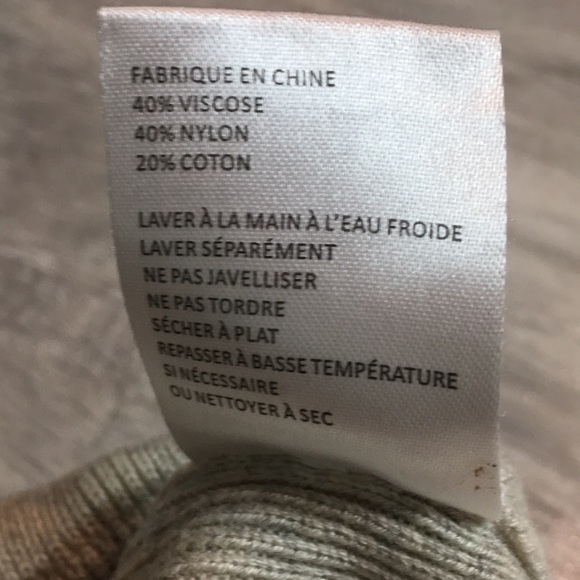 FABRIQUE EN CHINE
40% VISCOSE
40% NYLON
20% COTON
LAVER À LA MAIN À L'EAU FROIDE
LAVER SÉPARÉMENT
NE PAS JAVELLISER
NE PAS TORDRE
SÉCHER À PLAT
REPASSER À BASSE TEMPÉRATURE
SI NÉCESSAIRE
OU NETTOYER À SEC